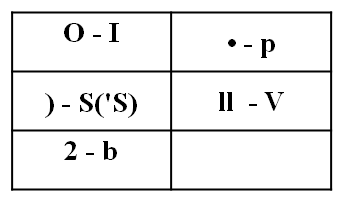 O - I
• - p
) - S('S)
ll - V
2 - b